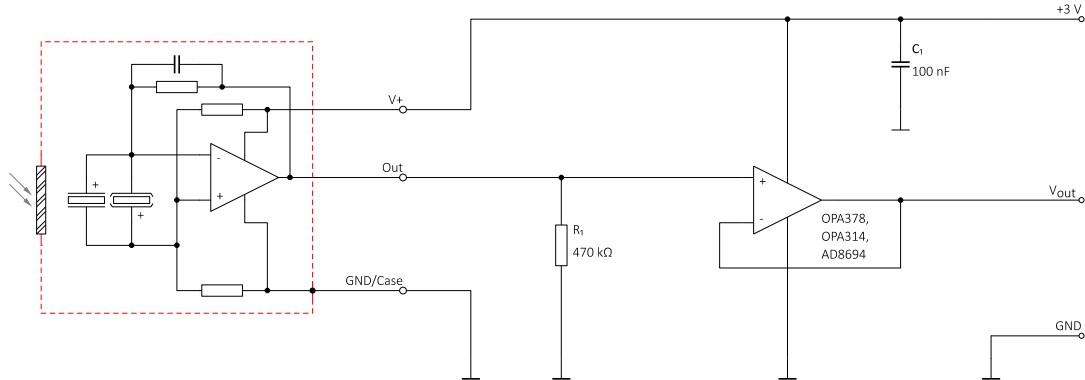 +3 V
C₁
100 nF
V+
Out
+
-
+
-
+
+
-
Vout
OPA378,
OPA314,
AD8694
R₁
470 kΩ
GND/Case
GND